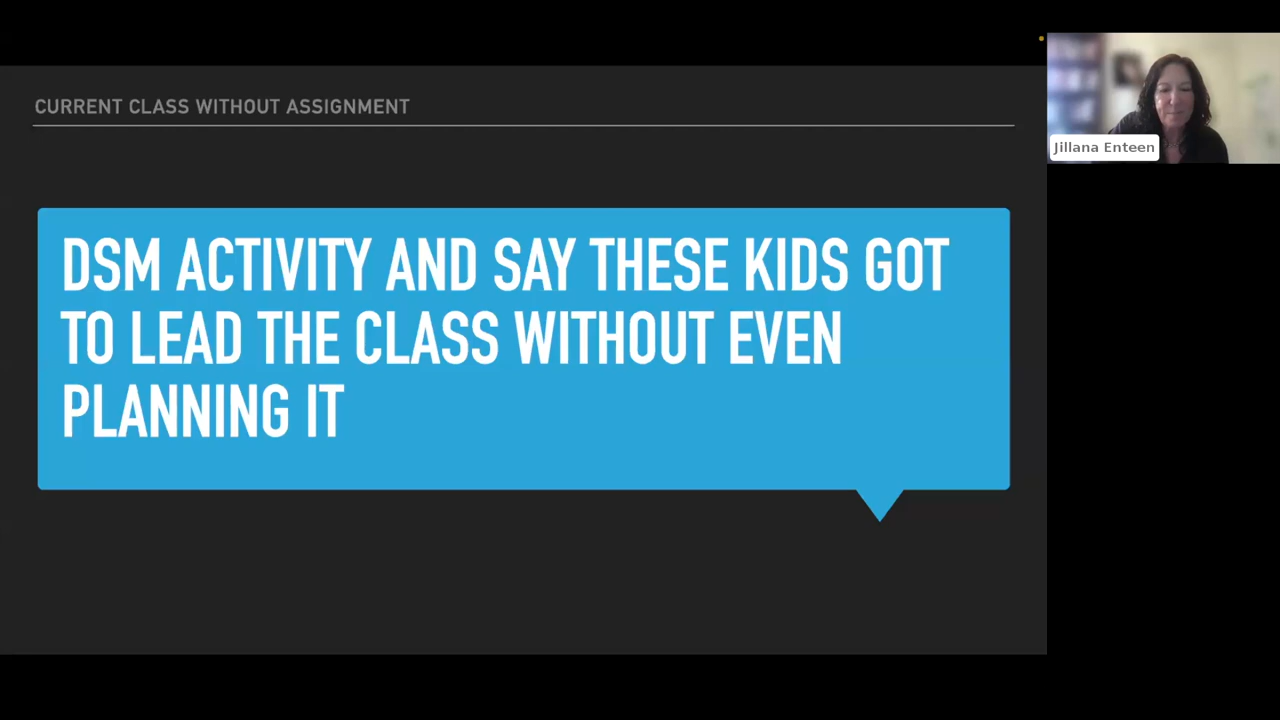 CURRENT CLASS WITHOUT ASSIGNMENT
DSM ACTIVITY AND SAY THESE KIDS GOT
TO LEAD THE CLASS WITHOUT EVEN
PLANNING IT
Jillana Enteen